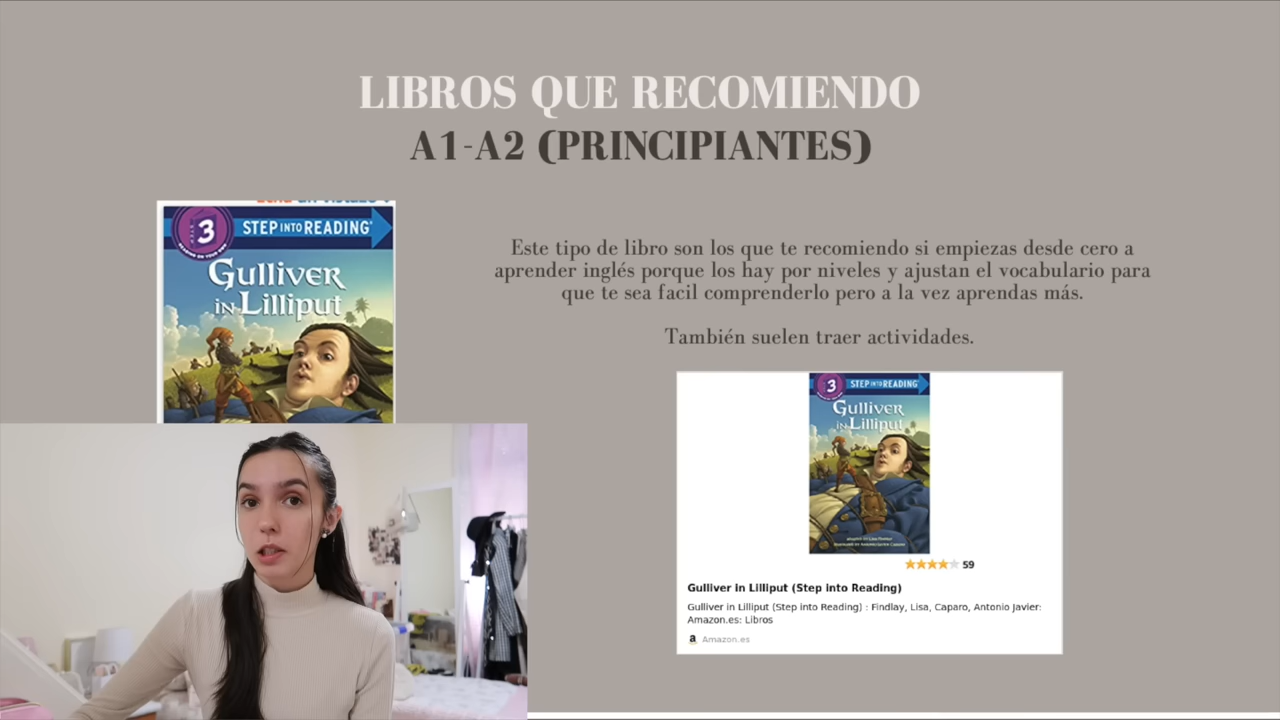 LIBROS QUE RECOMIENDO
A1-A2 (PRINCIPIANTES)
3
STEP INTO READING
Gulliver
in Lilliput
Este tipo de libro son los que te recomiendo si empiezas desde cero a
aprender inglés porque los hay por niveles y ajustan el vocabulario para
que te sea facil comprenderlo pero a la vez aprendas más.
También suelen traer actividades.
3
STEP INTO READING
Gulliver
in Lilliput
59
Gulliver in Lilliput (Step into Reading)
Gulliver in Lilliput (Step into Reading) : Findlay, Lisa, Caparo, Antonio Javier:
Amazon.es: Libros
a Amazon.es